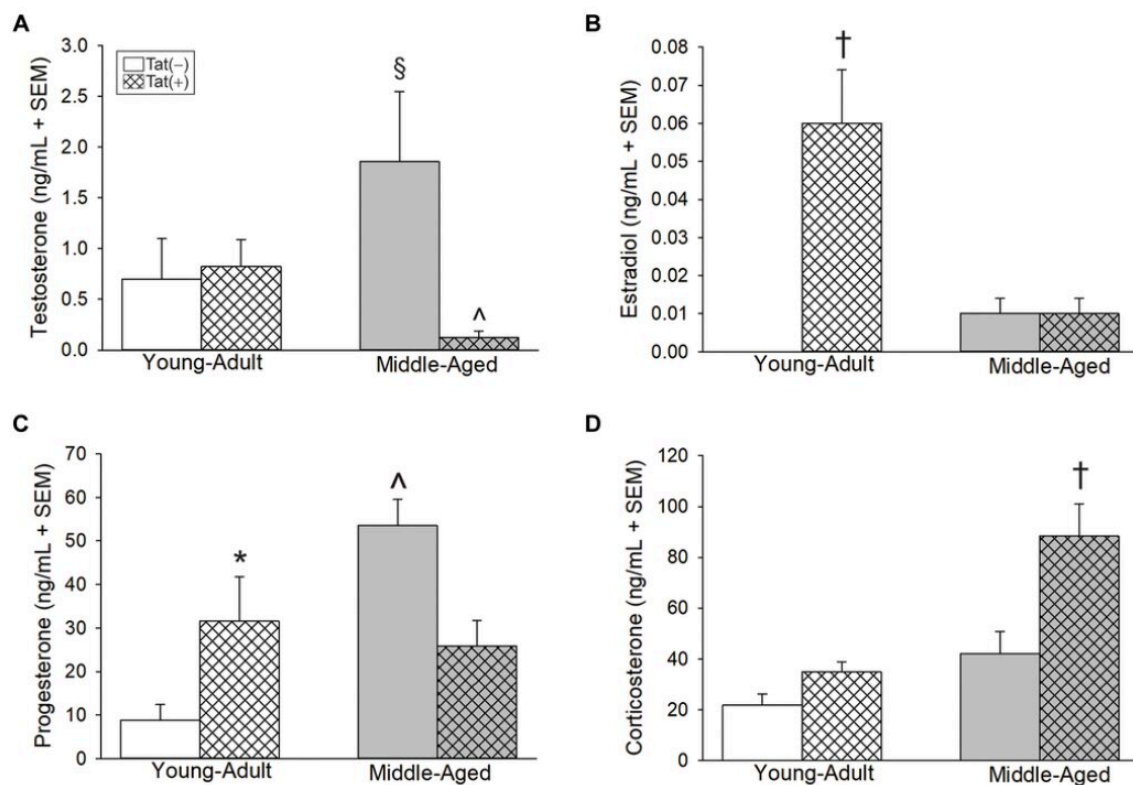 A
Testosterone (ng/mL + SEM)
3.0
2.5
2.0
1.5
1.0
0.5
0.0
Tat(−)
Tat(+)
§
^
Young-Adult
Middle-Aged
B
Estradiol (ng/mL + SEM)
0.08
0.07
0.06
0.05
0.04
0.03
0.02
0.01
0.00
†
Young-Adult
Middle-Aged
C
Progesterone (ng/mL + SEM)
70
60
50
40
30
20
10
0
*
^
Young-Adult
Middle-Aged
D
Corticosterone (ng/mL + SEM)
120
100
80
60
40
20
0
†
Young-Adult
Middle-Aged